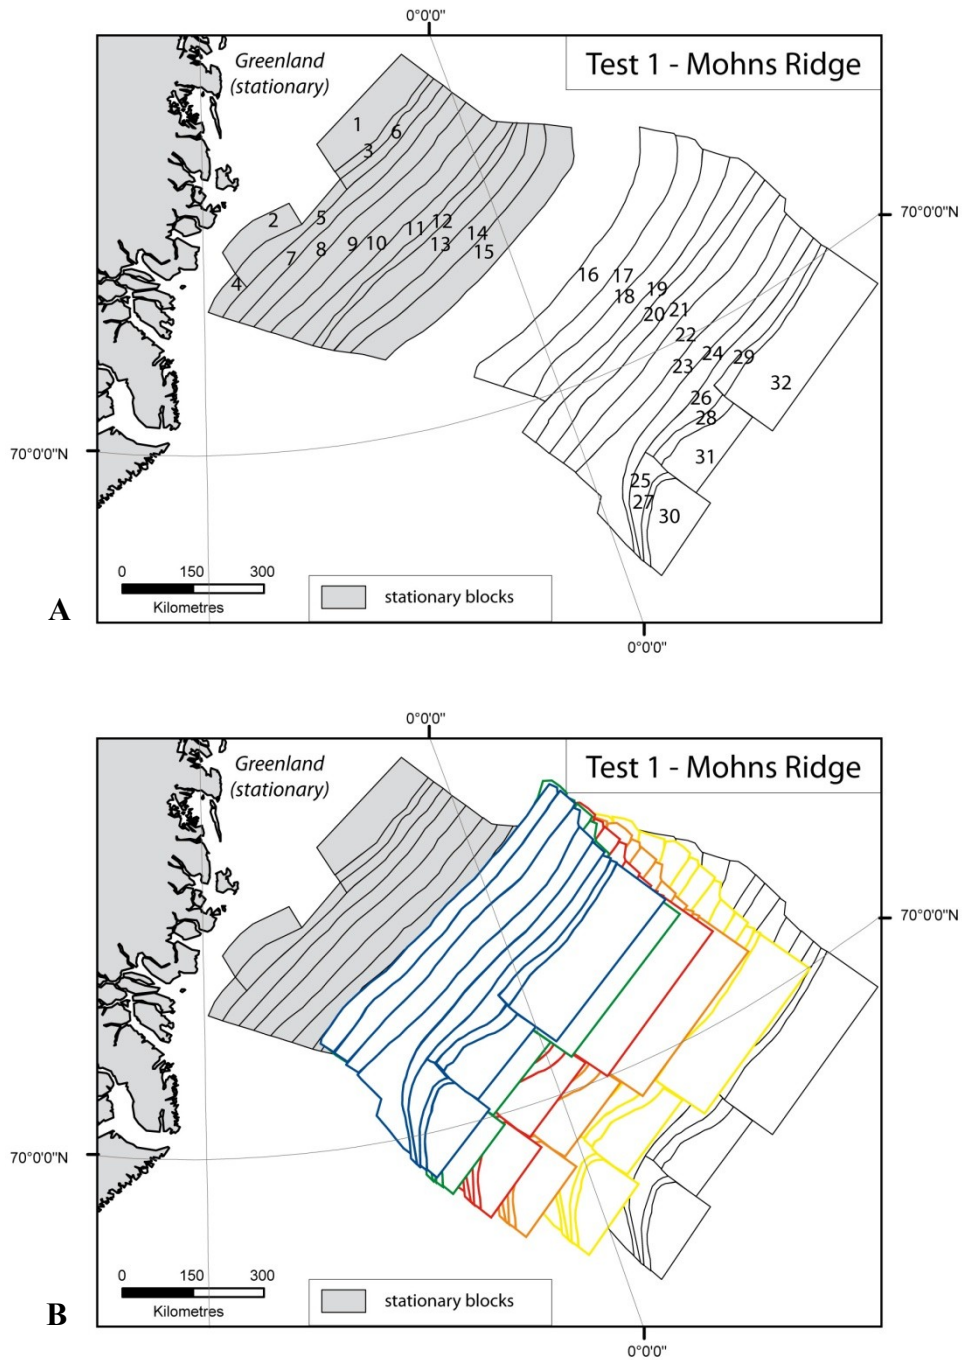 0°0'0"
Greenland
(stationary)
Test 1 - Mohns Ridge
1
6
3
2
5
4
7
8
9
10
11
12
13
14
15
70°0'0"N
16
17
18
19
20
21
22
23
24
29
32
26
28
31
25
27
30
70°0'0"N
0
150
300
Kilometres
stationary blocks
A
0°0'0"
0°0'0"
Greenland
(stationary)
Test 1 - Mohns Ridge
70°0'0"N
70°0'0"N
0
150
300
Kilometres
stationary blocks
B
0°0'0"